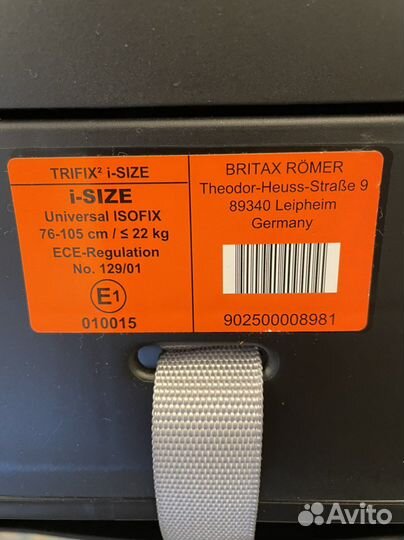 TRIFIX² i-SIZE
i-SIZE
Universal ISOFIX
76-105 cm / ≤ 22 kg
ECE-Regulation
No. 129/01
E1
010015
BRITAX RÖMER
Theodor-Heuss-Straße 9
89340 Leipheim
Germany
902500008981
Avito